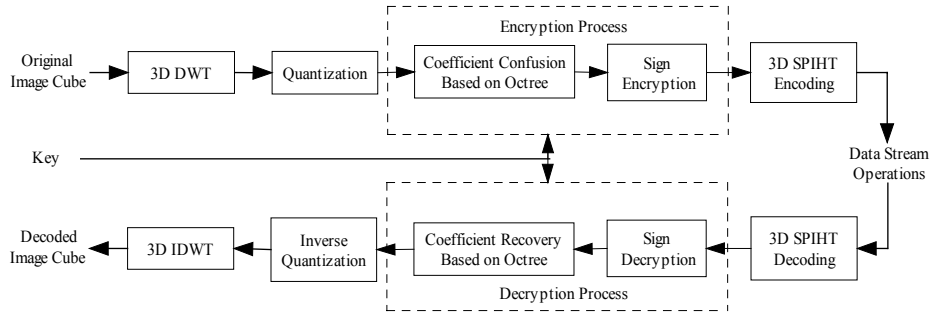 Encryption Process
Original
Image Cube
3D DWT
Quantization
Coefficient Confusion
Based on Octree
Sign
Encryption
3D SPIHT
Encoding
Key
Data Stream
Operations
Decoded
Image Cube
3D IDWT
Inverse
Quantization
Coefficient Recovery
Based on Octree
Sign
Decryption
3D SPIHT
Decoding
Decryption Process